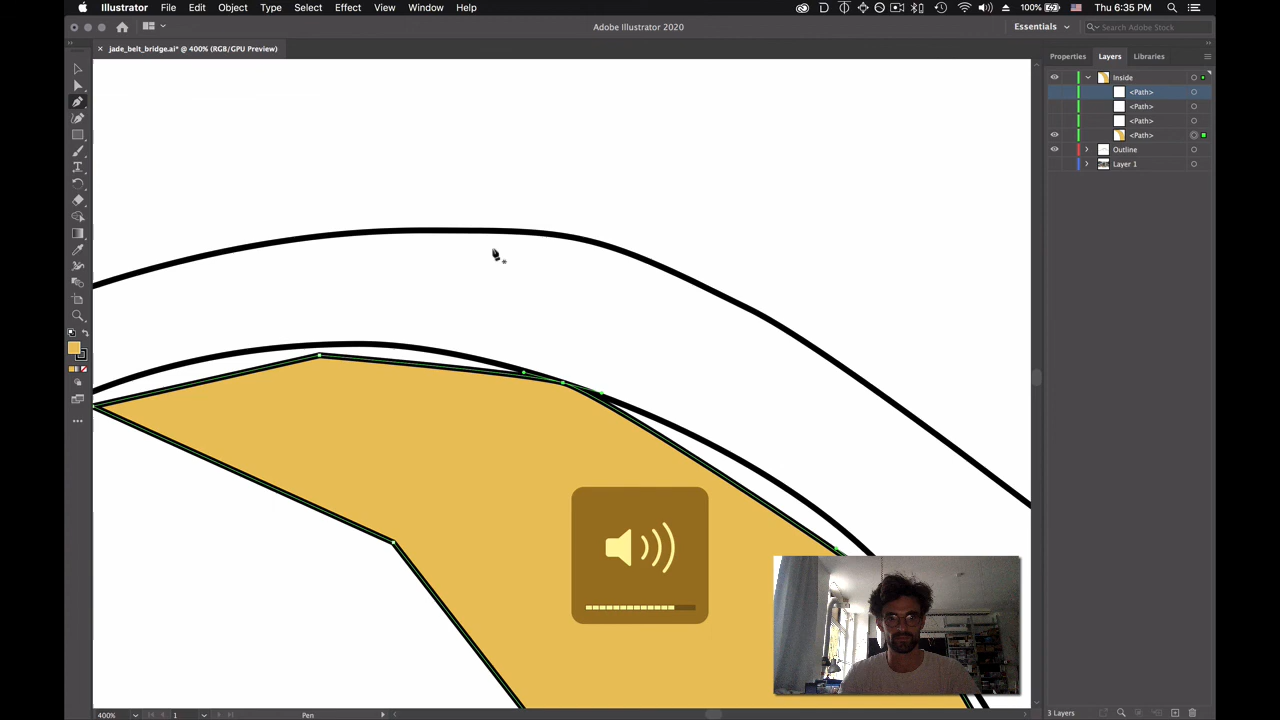 Illustrator File Edit Object Type Select Effect View Window Help 100% Thu 6:35 PM
Adobe Illustrator 2020 Essentials Search Adobe Stock
× jade_belt_bridge.ai* @ 400% (RGB/GPU Preview)
Properties Layers Libraries
Inside
<Path>
<Path>
<Path>
<Path>
Outline
Layer 1
400% 1 Pen 3 Layers